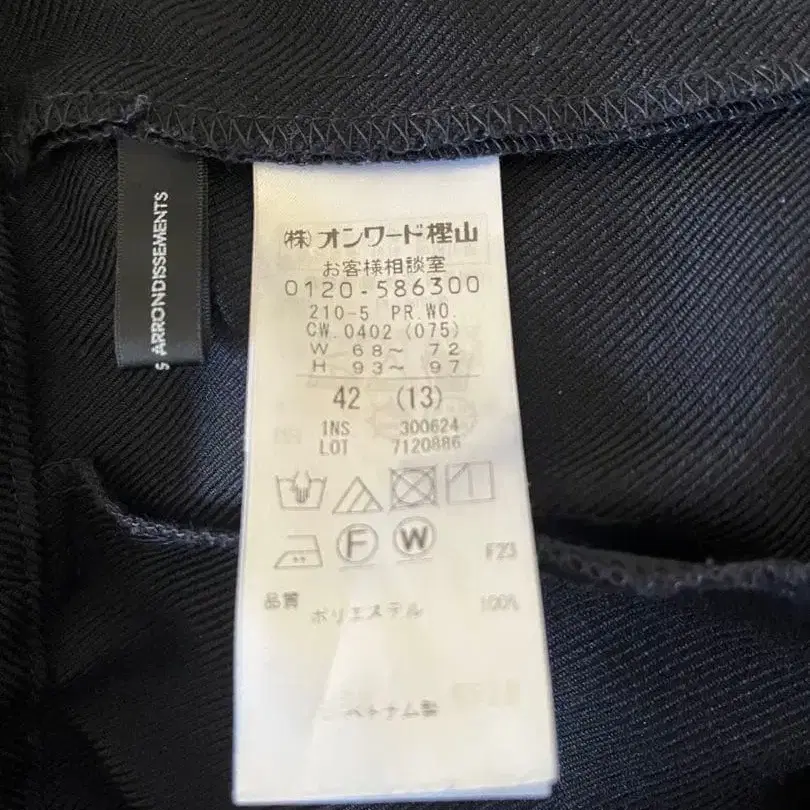 S ARRONDISSEMENTS
㈱オンワード樫山
お客様相談室
0120-586300
210-5 PR.WO.
CW.0402 (075)
W 68～ 72
H 93～ 97
42 (13)
INS 300624
LOT 7120886
F W
F23
品質 ポリエステル 100%
ベトナム製